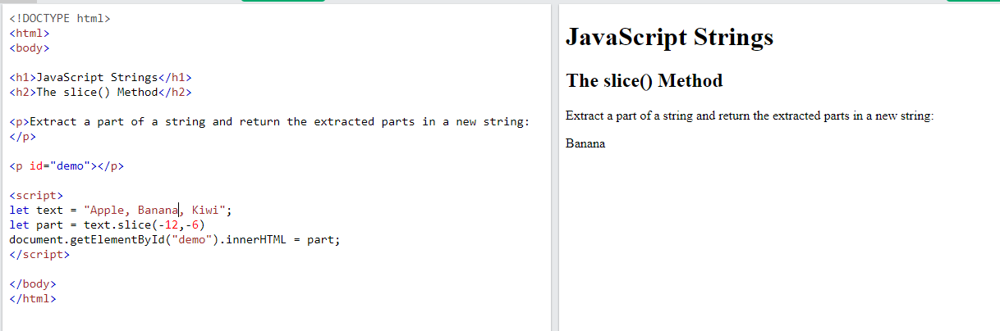 <!DOCTYPE html>
<html>
<body>
<h1>JavaScript Strings</h1>
<h2>The slice() Method</h2>
<p>Extract a part of a string and return the extracted parts in a new string:
</p>
<p id="demo"></p>
<script>
let text = "Apple, Banana, Kiwi";
let part = text.slice(-12,-6)
document.getElementById("demo").innerHTML = part;
</script>
</body>
</html>
JavaScript Strings
The slice() Method
Extract a part of a string and return the extracted parts in a new string:
Banana